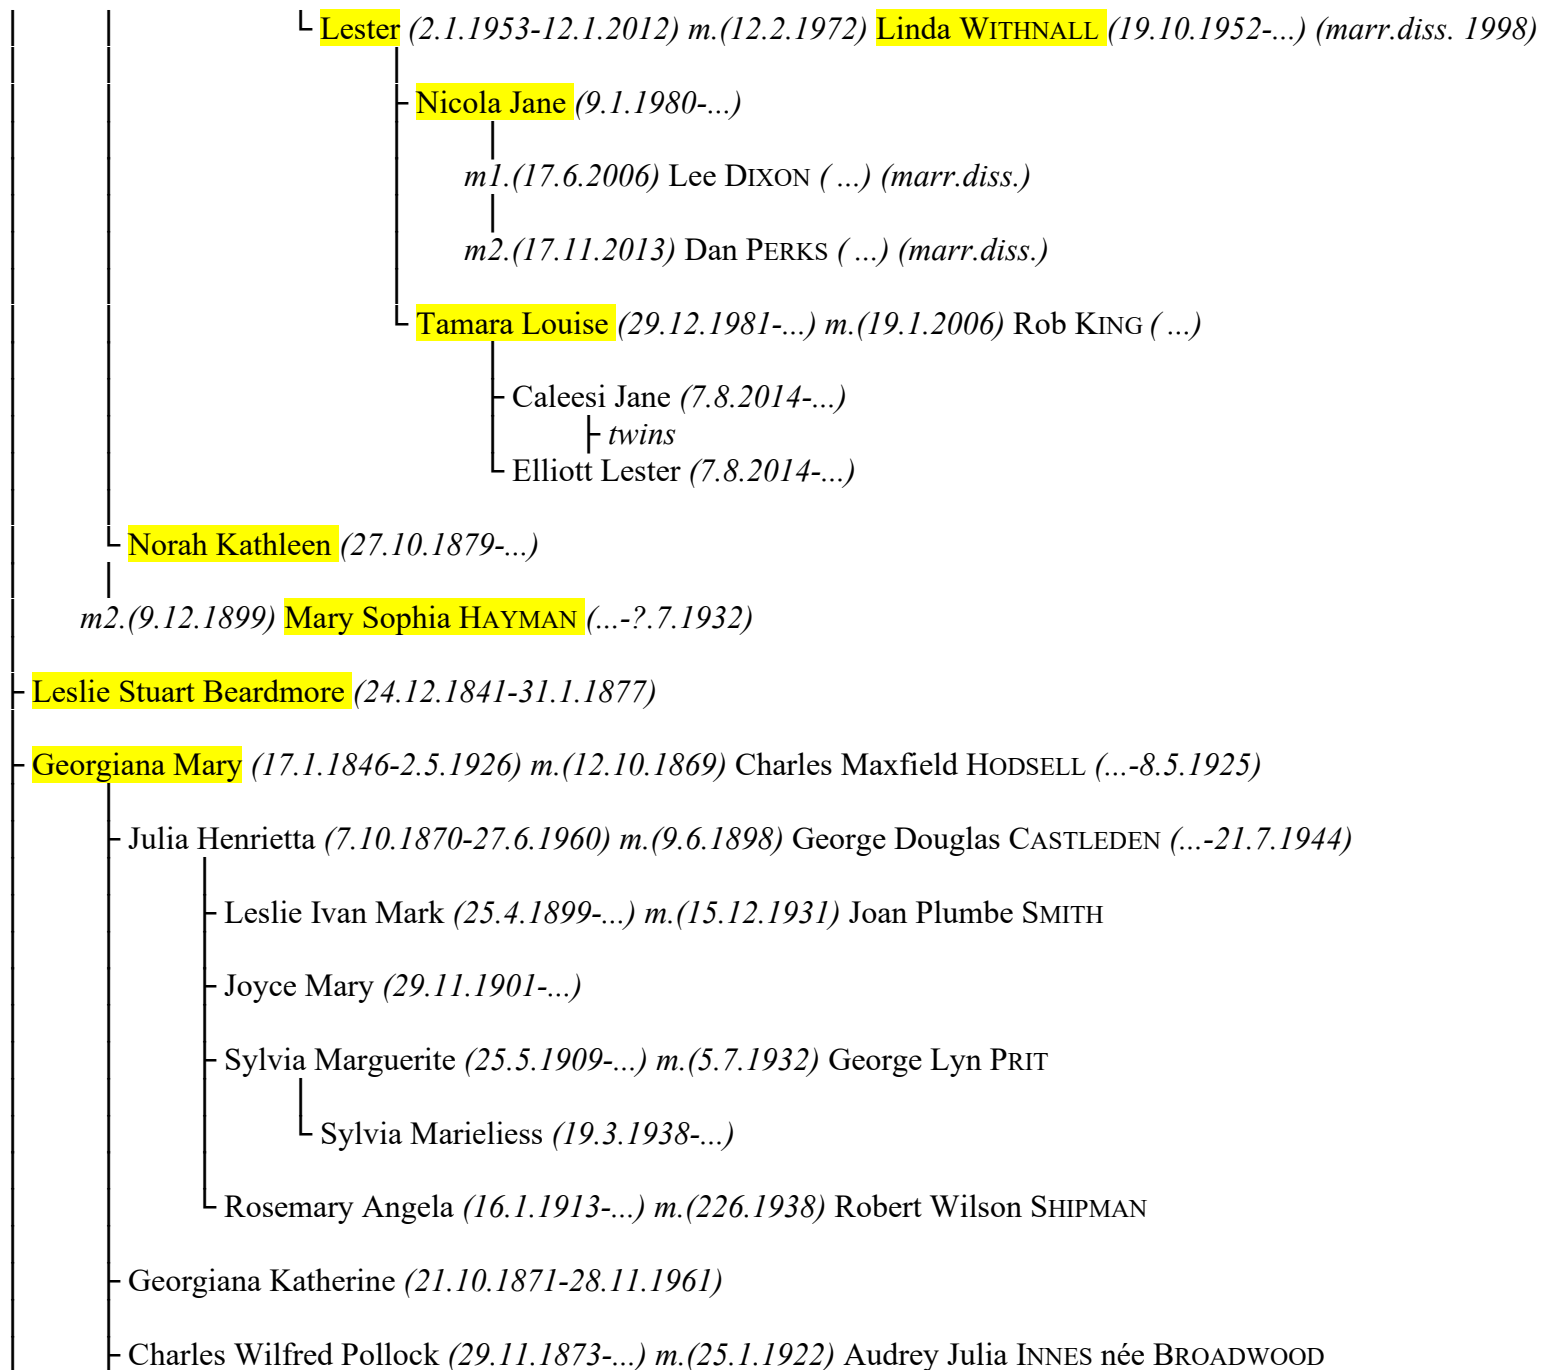 Lester (2.1.1953-12.1.2012) m.(12.2.1972) Linda WITHNALL (19.10.1952-...) (marr.diss. 1998)
Nicola Jane (9.1.1980-...)
m1.(17.6.2006) Lee DIXON ( ...) (marr.diss.)
m2.(17.11.2013) Dan PERKS ( ...) (marr.diss.)
Tamara Louise (29.12.1981-...) m.(19.1.2006) Rob KING ( ...)
Caleesi Jane (7.8.2014-...)
twins
Elliott Lester (7.8.2014-...)
Norah Kathleen (27.10.1879-...)
m2.(9.12.1899) Mary Sophia HAYMAN (...-?.7.1932)
Leslie Stuart Beardmore (24.12.1841-31.1.1877)
Georgiana Mary (17.1.1846-2.5.1926) m.(12.10.1869) Charles Maxfield HODSELL (...-8.5.1925)
Julia Henrietta (7.10.1870-27.6.1960) m.(9.6.1898) George Douglas CASTLEDEN (...-21.7.1944)
Leslie Ivan Mark (25.4.1899-...) m.(15.12.1931) Joan Plumbe SMITH
Joyce Mary (29.11.1901-...)
Sylvia Marguerite (25.5.1909-...) m.(5.7.1932) George Lyn PRIT
Sylvia Marieliess (19.3.1938-...)
Rosemary Angela (16.1.1913-...) m.(226.1938) Robert Wilson SHIPMAN
Georgiana Katherine (21.10.1871-28.11.1961)
Charles Wilfred Pollock (29.11.1873-...) m.(25.1.1922) Audrey Julia INNES née BROADWOOD